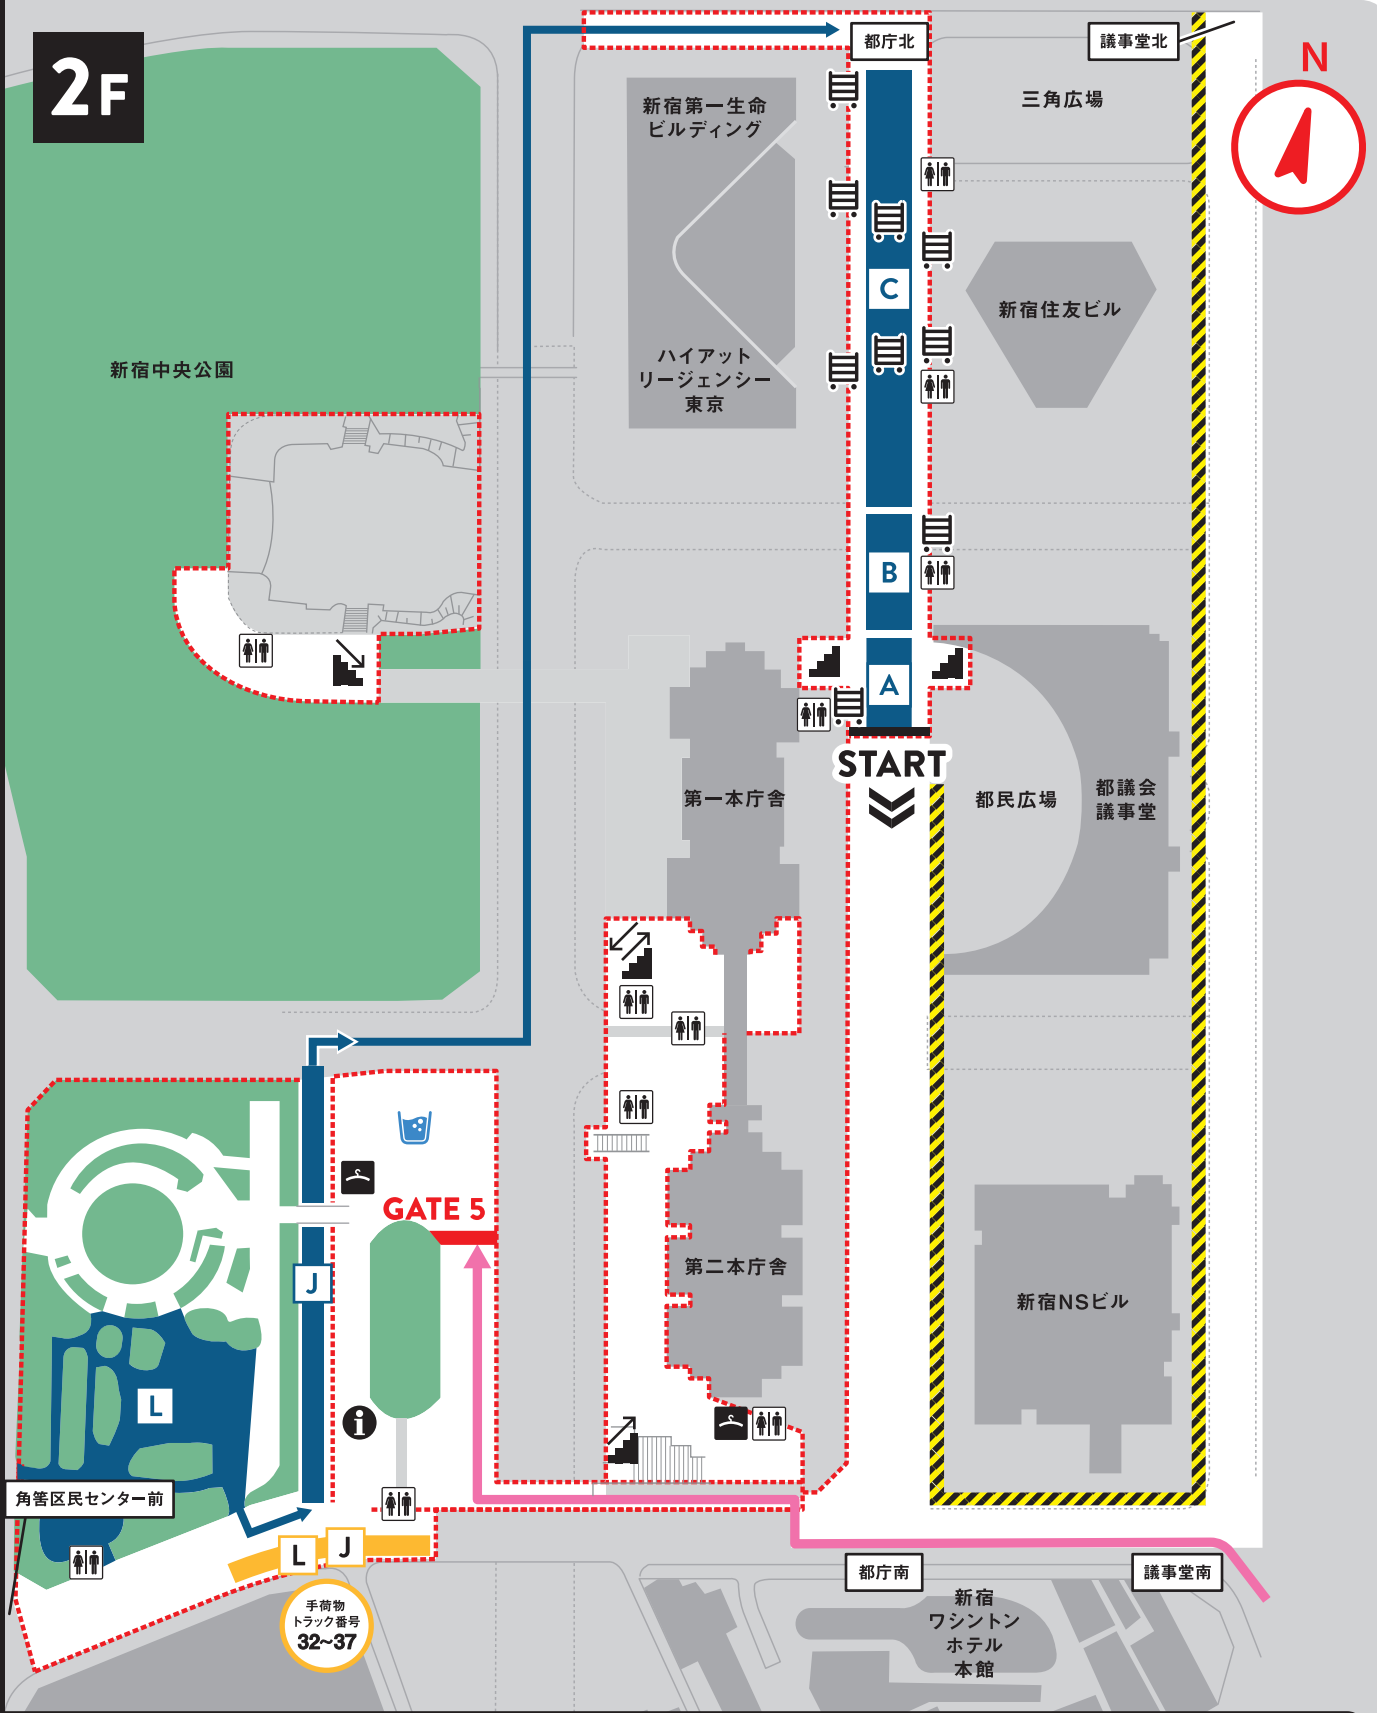 2F
都庁北
議事堂北
N
新宿第一生命
ビルディング
三角広場
C
新宿住友ビル
ハイアット
リージェンシー
東京
新宿中央公園
B
A
START
第一本庁舎
都民広場
都議会
議事堂
GATE 5
J
第二本庁舎
新宿NSビル
L
角筈区民センター前
L
J
手荷物
トラック番号
32~37
都庁南
議事堂南
新宿
ワシントン
ホテル
本館